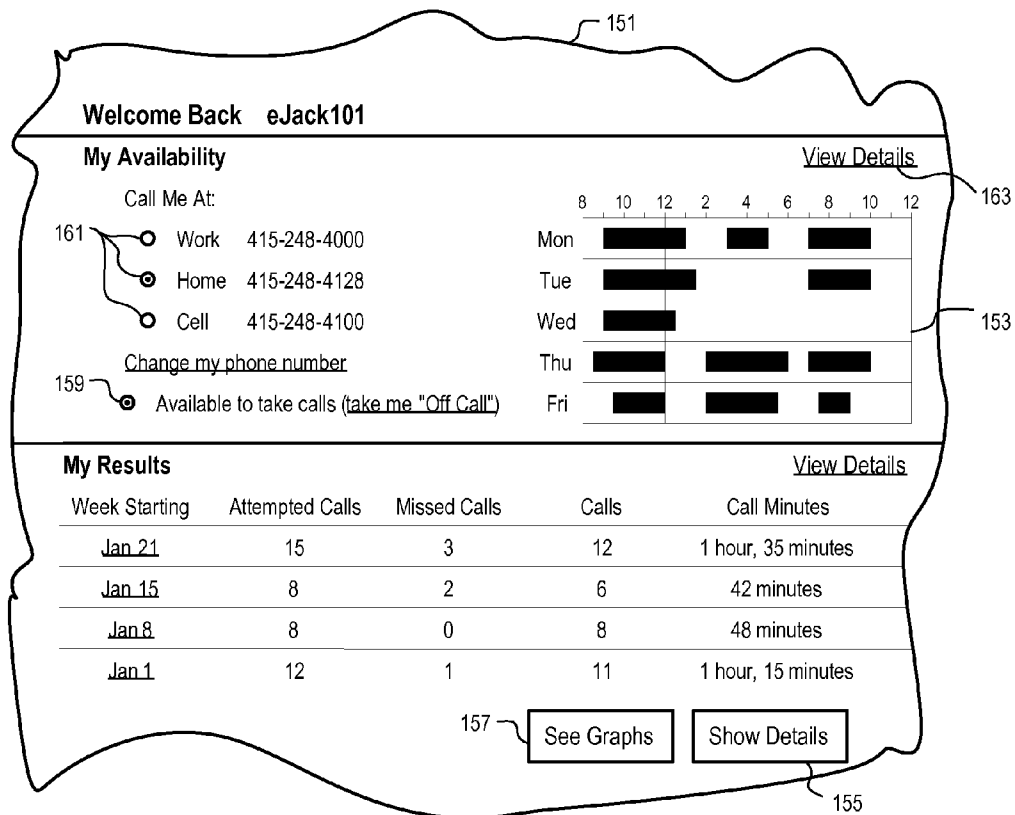 151
Welcome Back eJack101
My Availability View Details
163
Call Me At:
8 10 12 2 4 6 8 10 12
161
Work 415-248-4000 Mon
Home 415-248-4128 Tue
Cell 415-248-4100 Wed
153
Change my phone number Thu
159
Available to take calls (take me "Off Call") Fri
My Results View Details
Week Starting Attempted Calls Missed Calls Calls Call Minutes
Jan 21 15 3 12 1 hour, 35 minutes
Jan 15 8 2 6 42 minutes
Jan 8 8 0 8 48 minutes
Jan 1 12 1 11 1 hour, 15 minutes
157
See Graphs Show Details
155